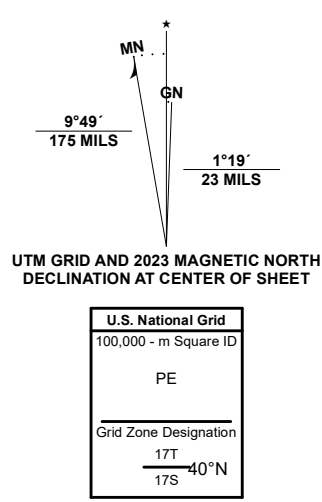 MN
GN
9°49´
175 MILS
1°19´
23 MILS
UTM GRID AND 2023 MAGNETIC NORTH
DECLINATION AT CENTER OF SHEET
U.S. National Grid
100,000 - m Square ID
PE
Grid Zone Designation
17T
40°N
17S